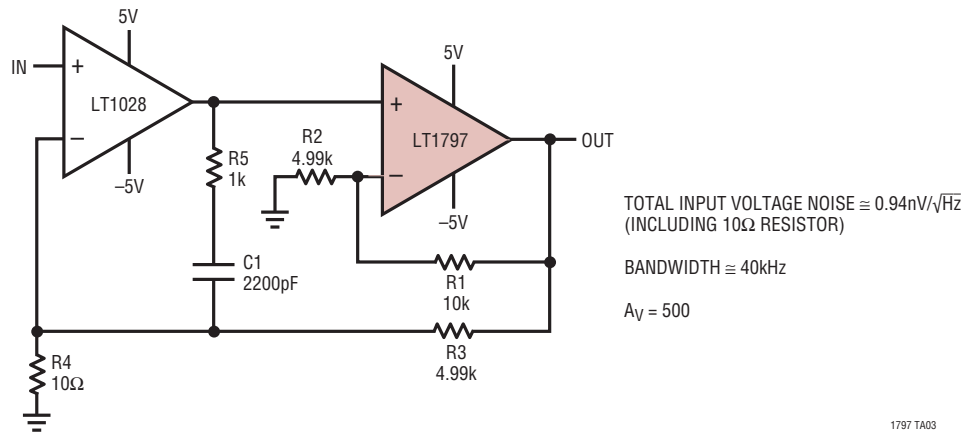 5V
IN
+
LT1028
−
–5V
R5
1k
C1
2200pF
R4
10Ω
R2
4.99k
5V
+
LT1797
−
–5V
OUT
R1
10k
R3
4.99k
TOTAL INPUT VOLTAGE NOISE ≅ 0.94nV/√Hz
(INCLUDING 10Ω RESISTOR)
BANDWIDTH ≅ 40kHz
AV = 500
1797 TA03